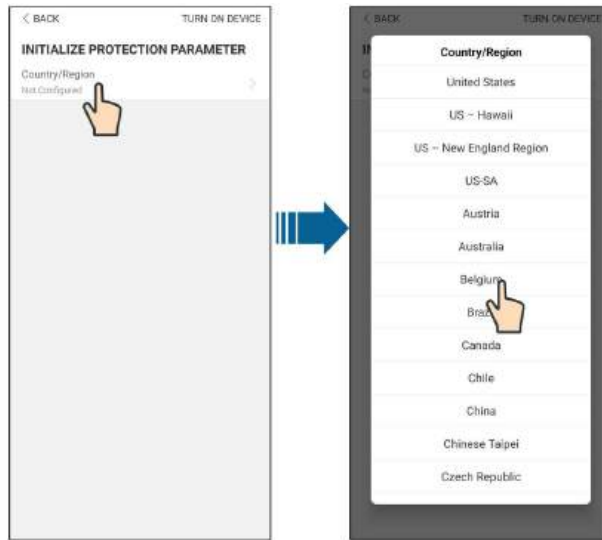 < BACK TURN ON DEVICE
INITIALIZE PROTECTION PARAMETER
Country/Region
Not Configured
< BACK TURN ON DEVICE
Country/Region
United States
US – Hawaii
US – New England Region
US-SA
Austria
Australia
Belgium
Canada
Chile
China
Chinese Taipei
Czech Republic